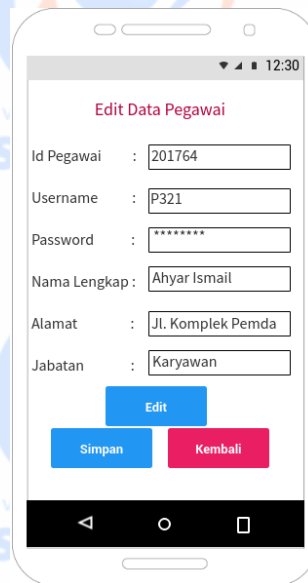 12:30
Edit Data Pegawai
Id Pegawai : 201764
Username : P321
Password : ********
Nama Lengkap : Ahyar Ismail
Alamat : Jl. Komplek Pemda
Jabatan : Karyawan
Edit
Simpan Kembali